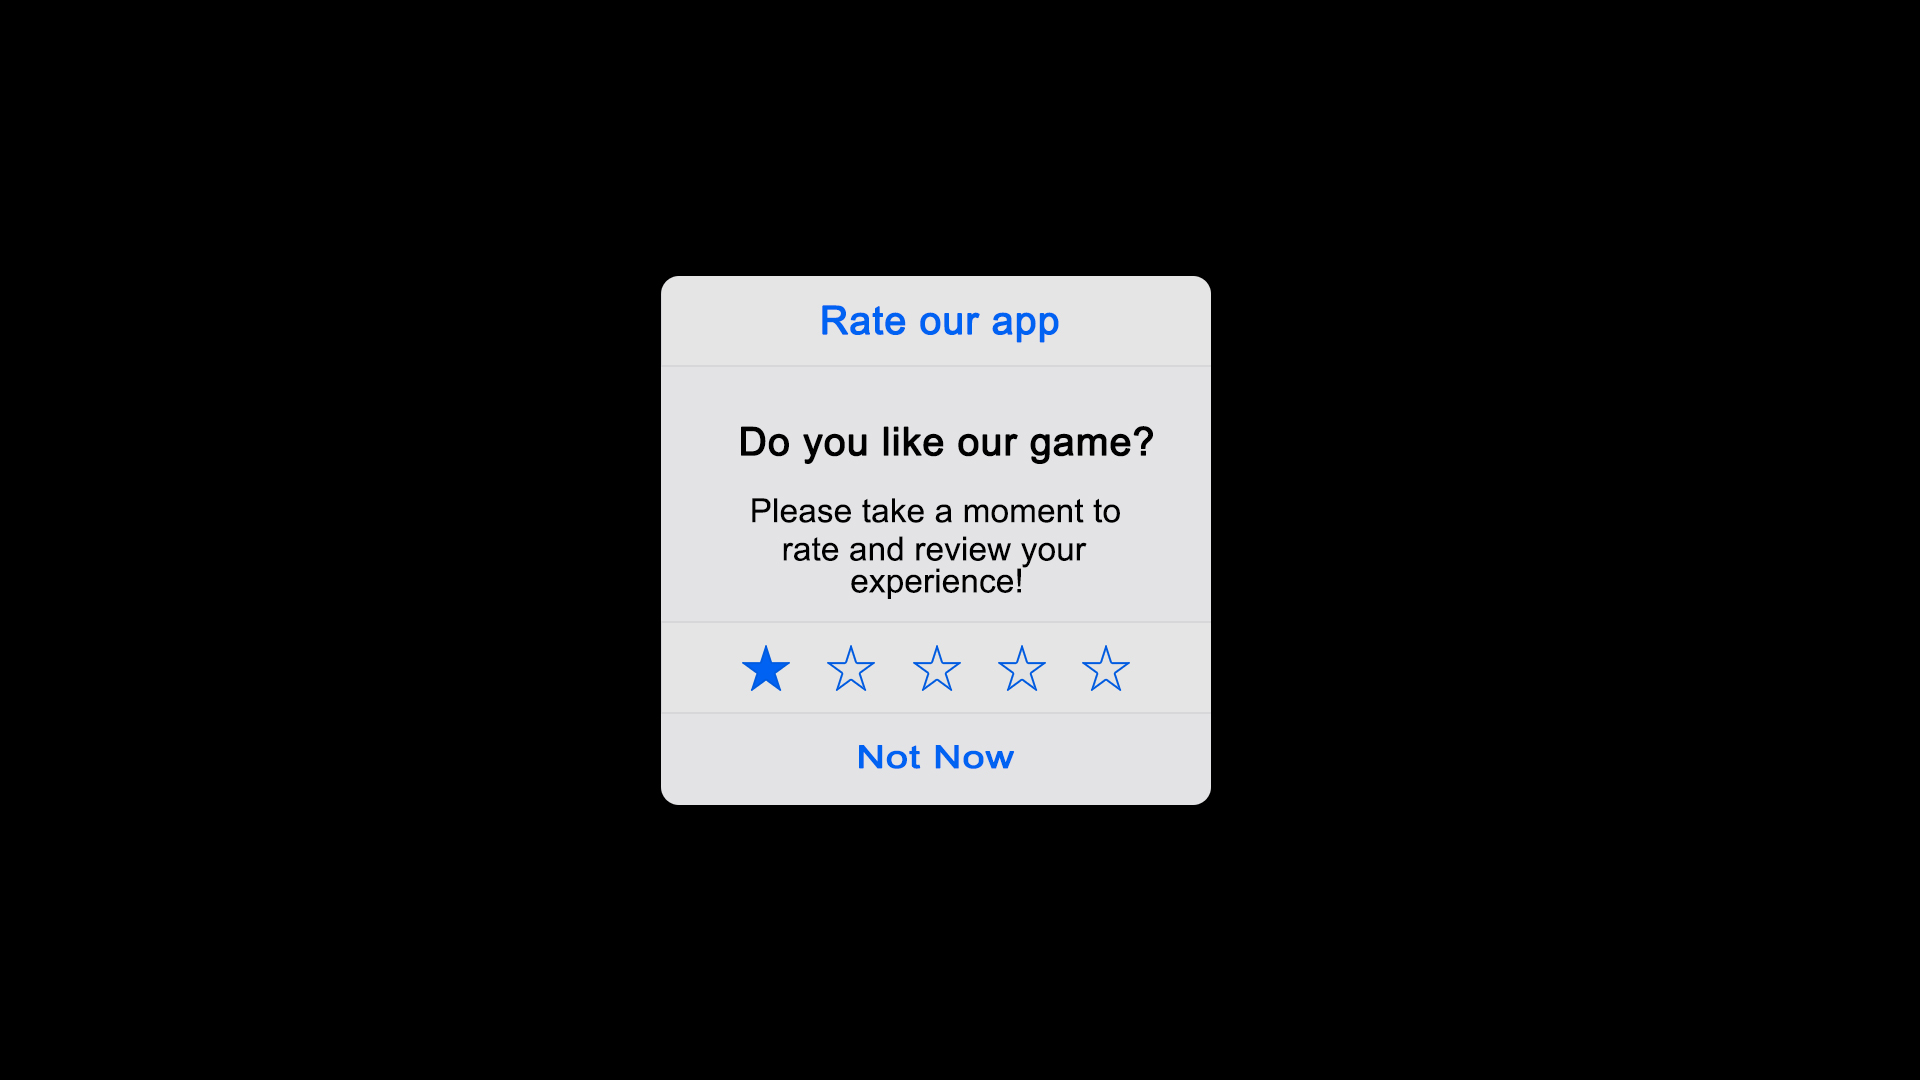 Rate our app
Do you like our game?
Please take a moment to
rate and review your
experience!
Not Now